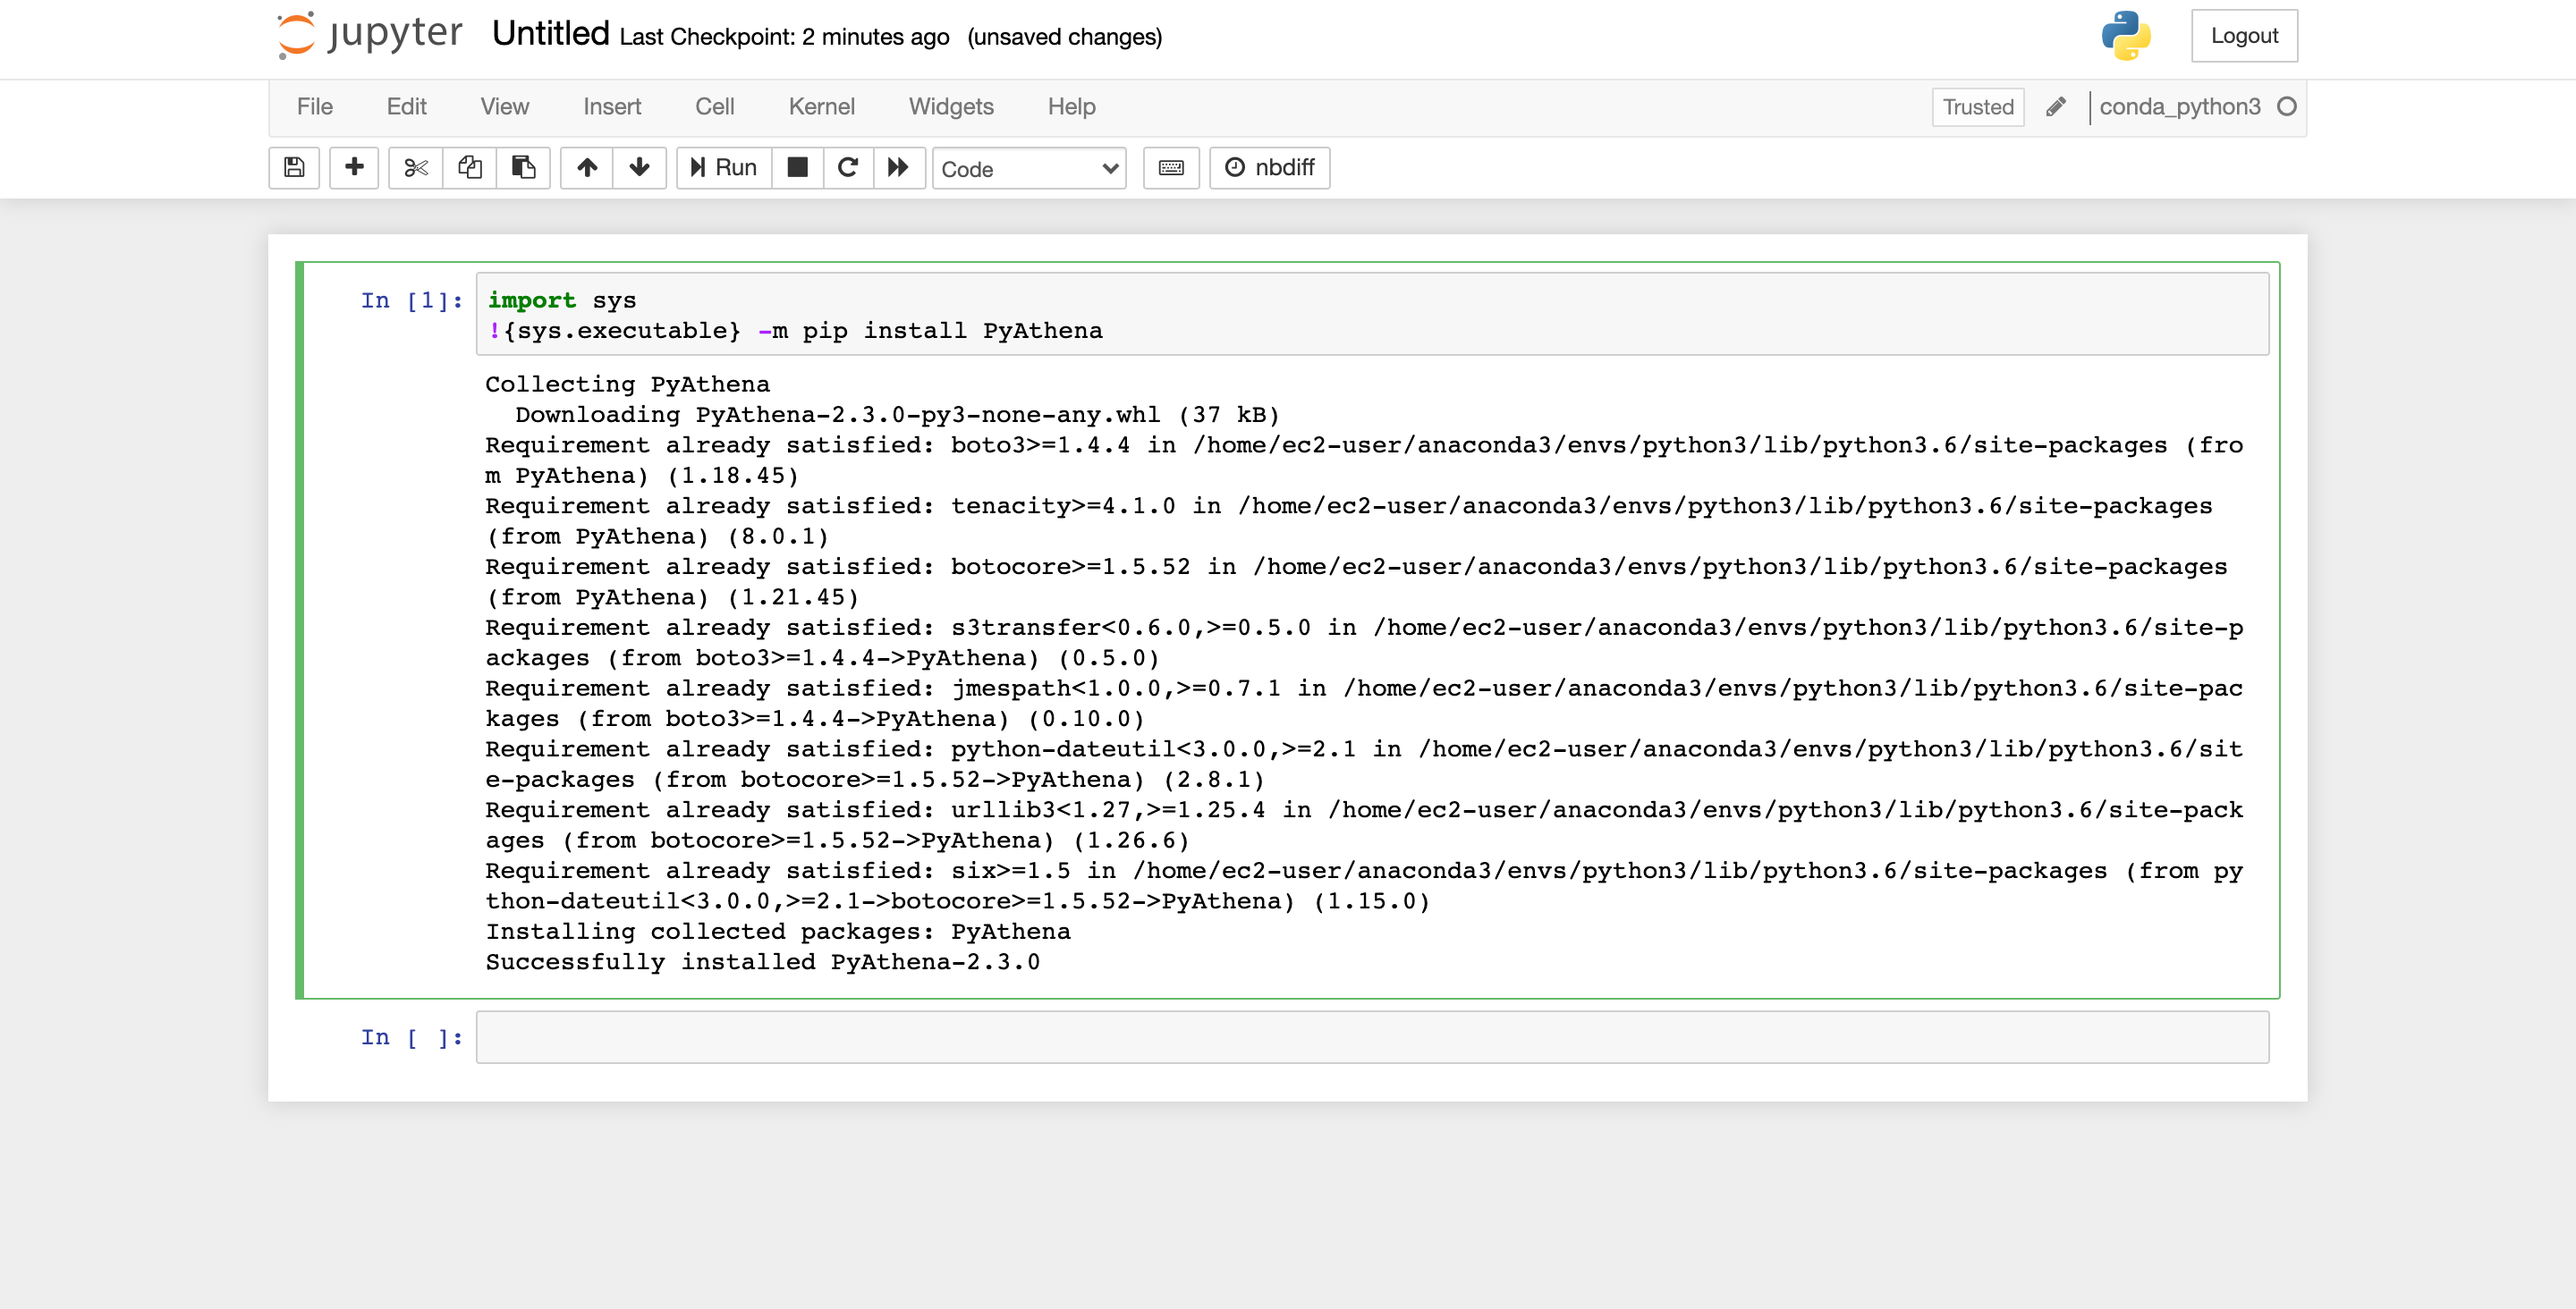 jupyter Untitled Last Checkpoint: 2 minutes ago (unsaved changes) Logout
File Edit View Insert Cell Kernel Widgets Help Trusted conda_python3
Run Code nbdiff
In [1]: import sys
!{sys.executable} -m pip install PyAthena
Collecting PyAthena
  Downloading PyAthena-2.3.0-py3-none-any.whl (37 kB)
Requirement already satisfied: boto3>=1.4.4 in /home/ec2-user/anaconda3/envs/python3/lib/python3.6/site-packages (fro
m PyAthena) (1.18.45)
Requirement already satisfied: tenacity>=4.1.0 in /home/ec2-user/anaconda3/envs/python3/lib/python3.6/site-packages
(from PyAthena) (8.0.1)
Requirement already satisfied: botocore>=1.5.52 in /home/ec2-user/anaconda3/envs/python3/lib/python3.6/site-packages
(from PyAthena) (1.21.45)
Requirement already satisfied: s3transfer<0.6.0,>=0.5.0 in /home/ec2-user/anaconda3/envs/python3/lib/python3.6/site-p
ackages (from boto3>=1.4.4->PyAthena) (0.5.0)
Requirement already satisfied: jmespath<1.0.0,>=0.7.1 in /home/ec2-user/anaconda3/envs/python3/lib/python3.6/site-pac
kages (from boto3>=1.4.4->PyAthena) (0.10.0)
Requirement already satisfied: python-dateutil<3.0.0,>=2.1 in /home/ec2-user/anaconda3/envs/python3/lib/python3.6/sit
e-packages (from botocore>=1.5.52->PyAthena) (2.8.1)
Requirement already satisfied: urllib3<1.27,>=1.25.4 in /home/ec2-user/anaconda3/envs/python3/lib/python3.6/site-pack
ages (from botocore>=1.5.52->PyAthena) (1.26.6)
Requirement already satisfied: six>=1.5 in /home/ec2-user/anaconda3/envs/python3/lib/python3.6/site-packages (from py
thon-dateutil<3.0.0,>=2.1->botocore>=1.5.52->PyAthena) (1.15.0)
Installing collected packages: PyAthena
Successfully installed PyAthena-2.3.0
In [ ]: